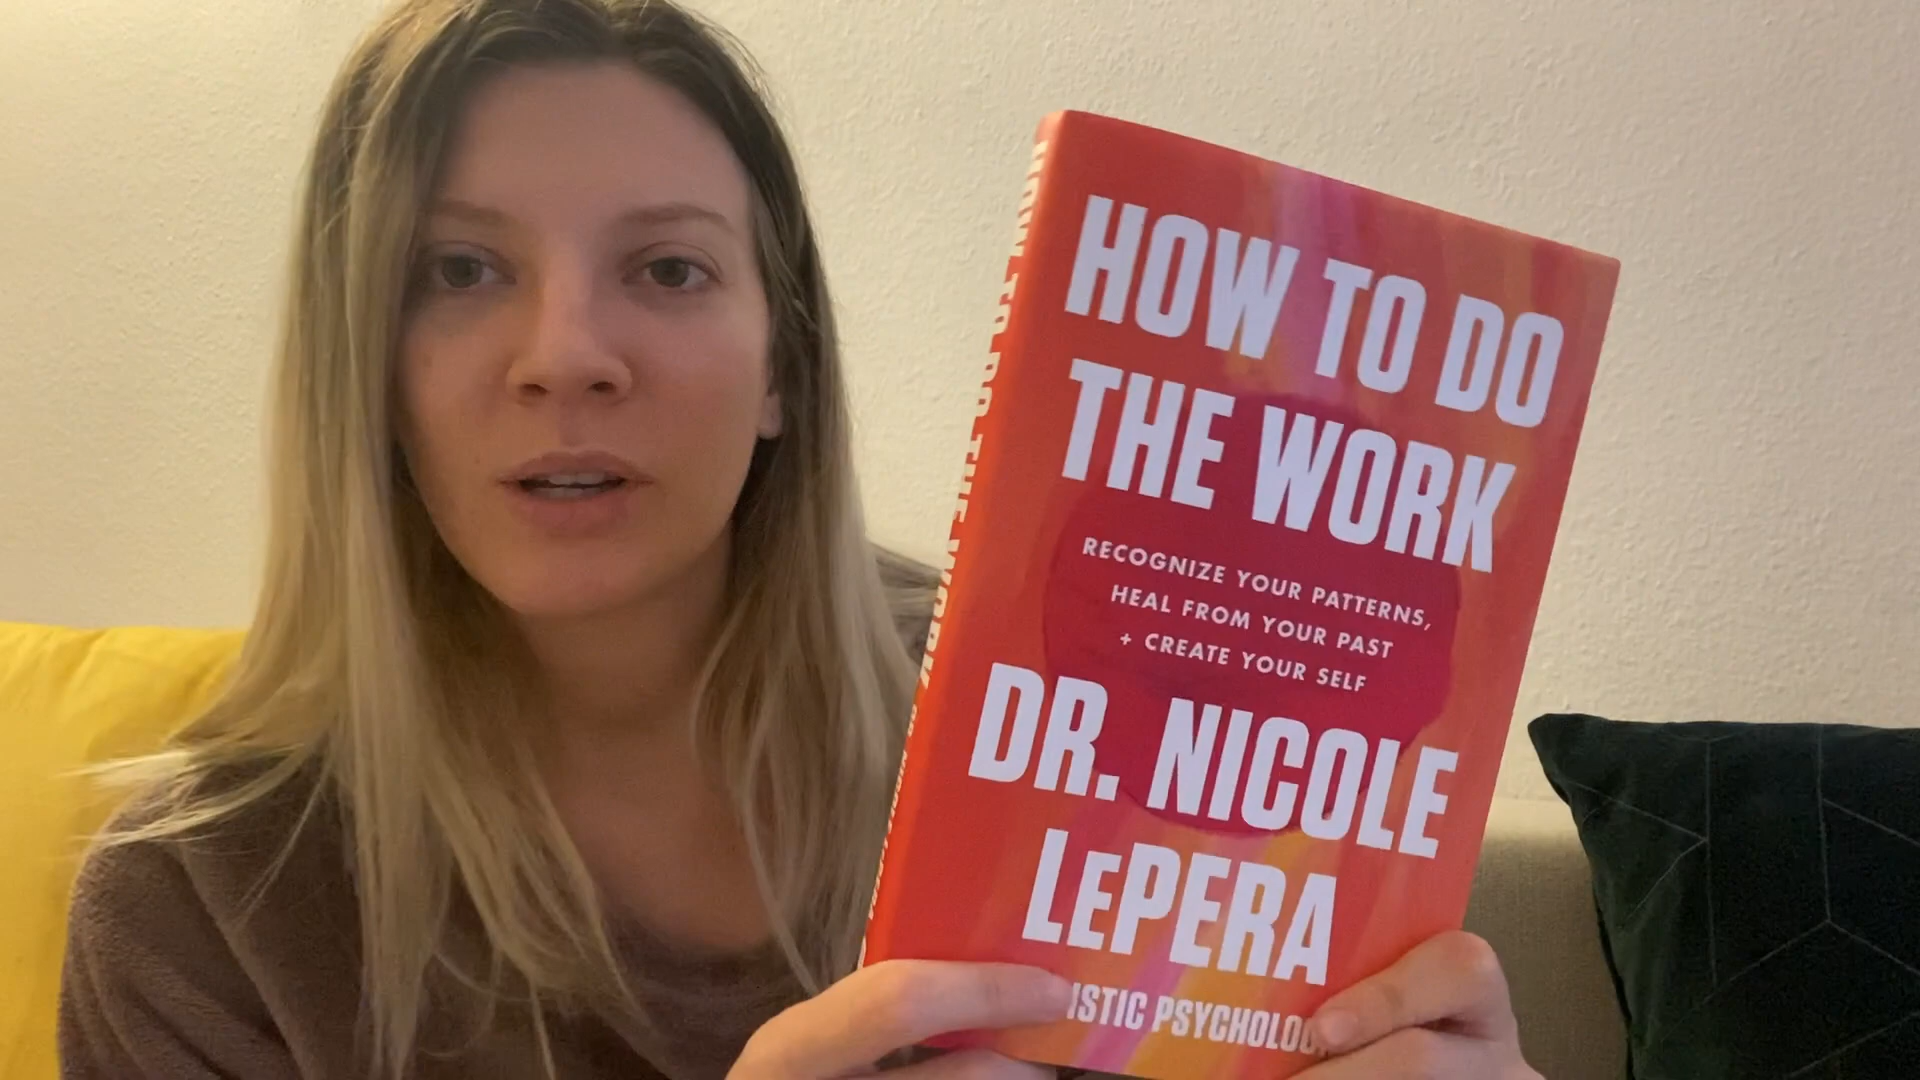 HOW TO DO
THE WORK
RECOGNIZE YOUR PATTERNS,
HEAL FROM YOUR PAST
+ CREATE YOUR SELF
DR. NICOLE
LEPERA
HOW TO DO THE WORK